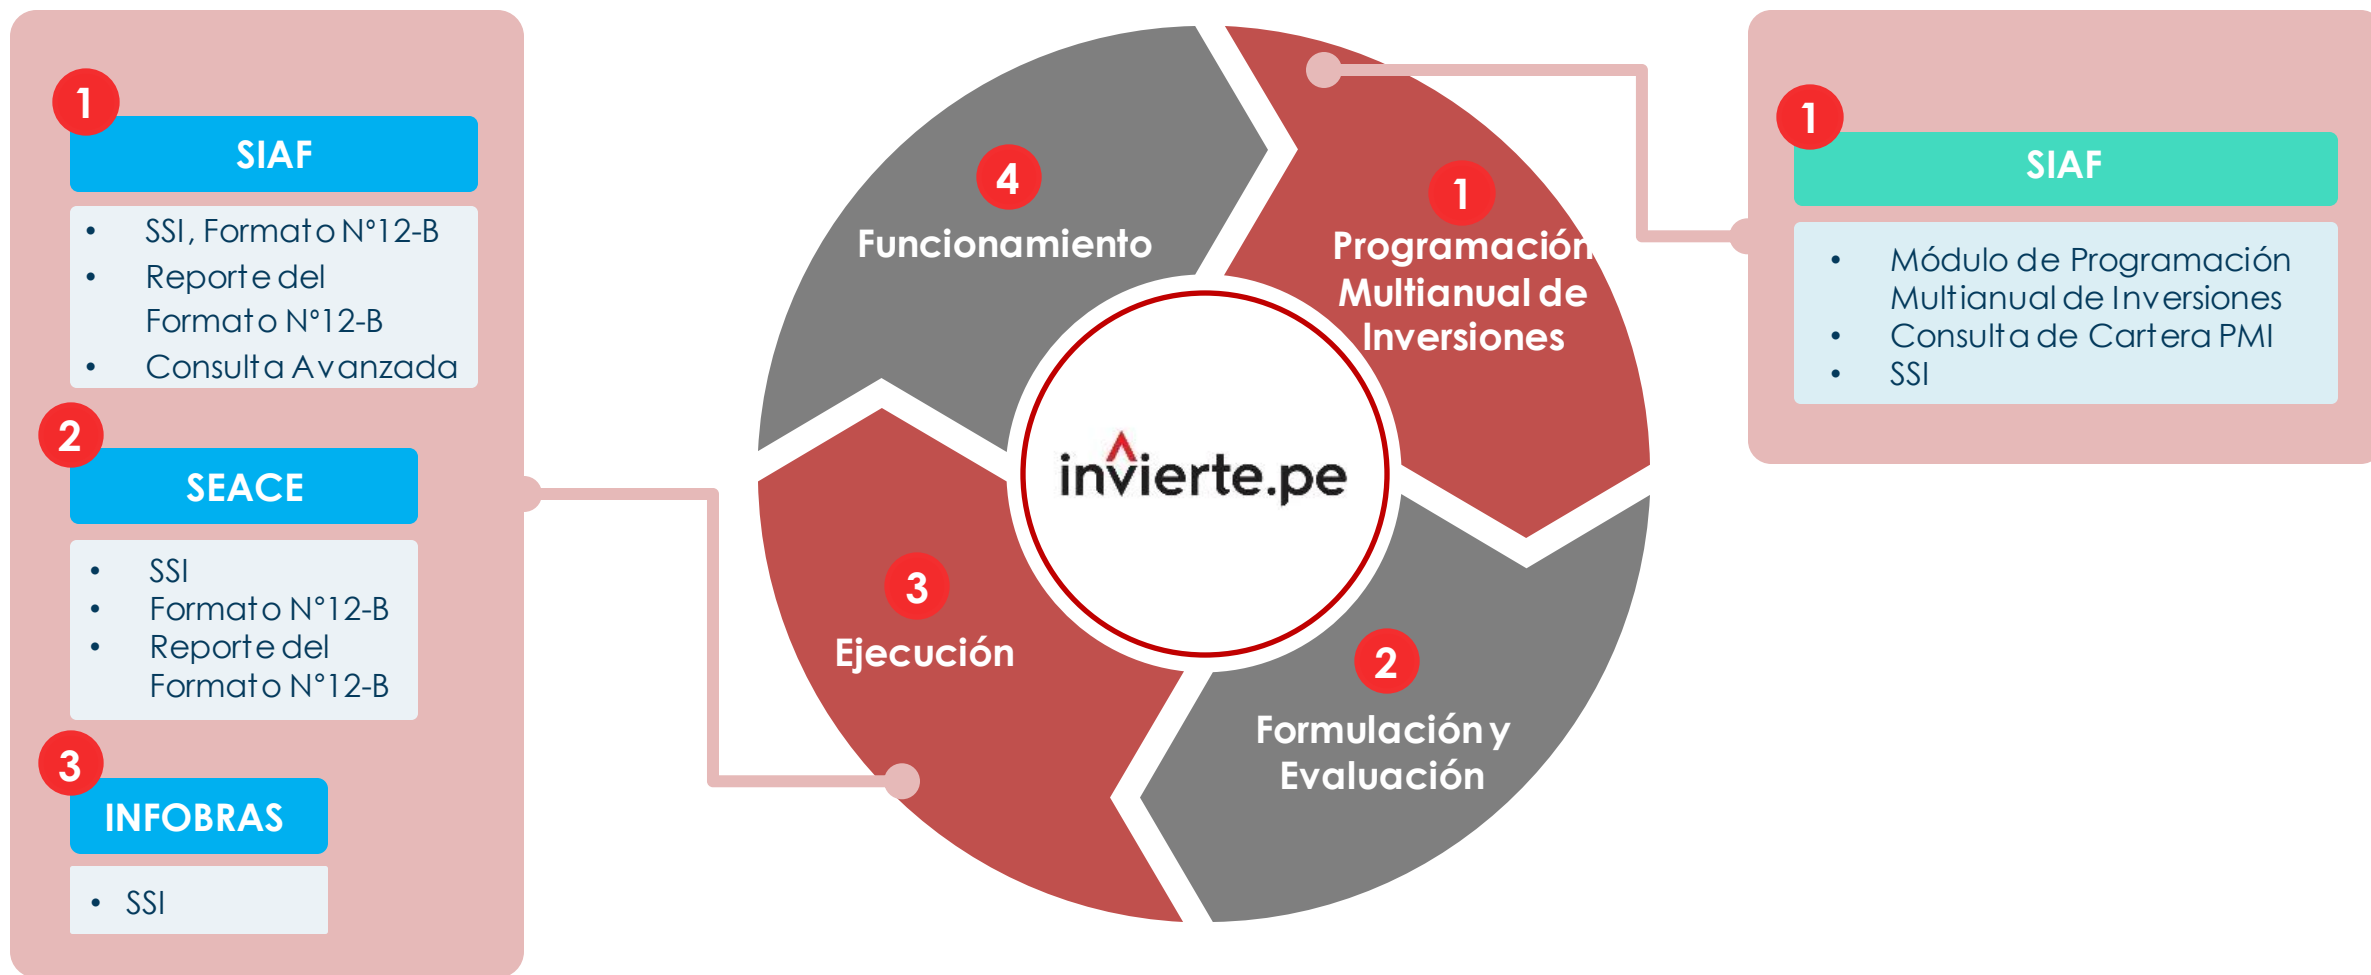 1
SIAF
• SSI, Formato Nº12-B
• Reporte del
Formato Nº12-B
• Consulta Avanzada
2
SEACE
• SSI
• Formato N°12-B
• Reporte del
Formato N°12-B
3
INFOBRAS
• SSI
4
Funcionamiento
1
Programación
Multianual de
Inversiones
invierte.pe
3
Ejecución
2
Formulación y
Evaluación
1
SIAF
• Módulo de Programación
Multianual de Inversiones
• Consulta de Cartera PMI
• SSI